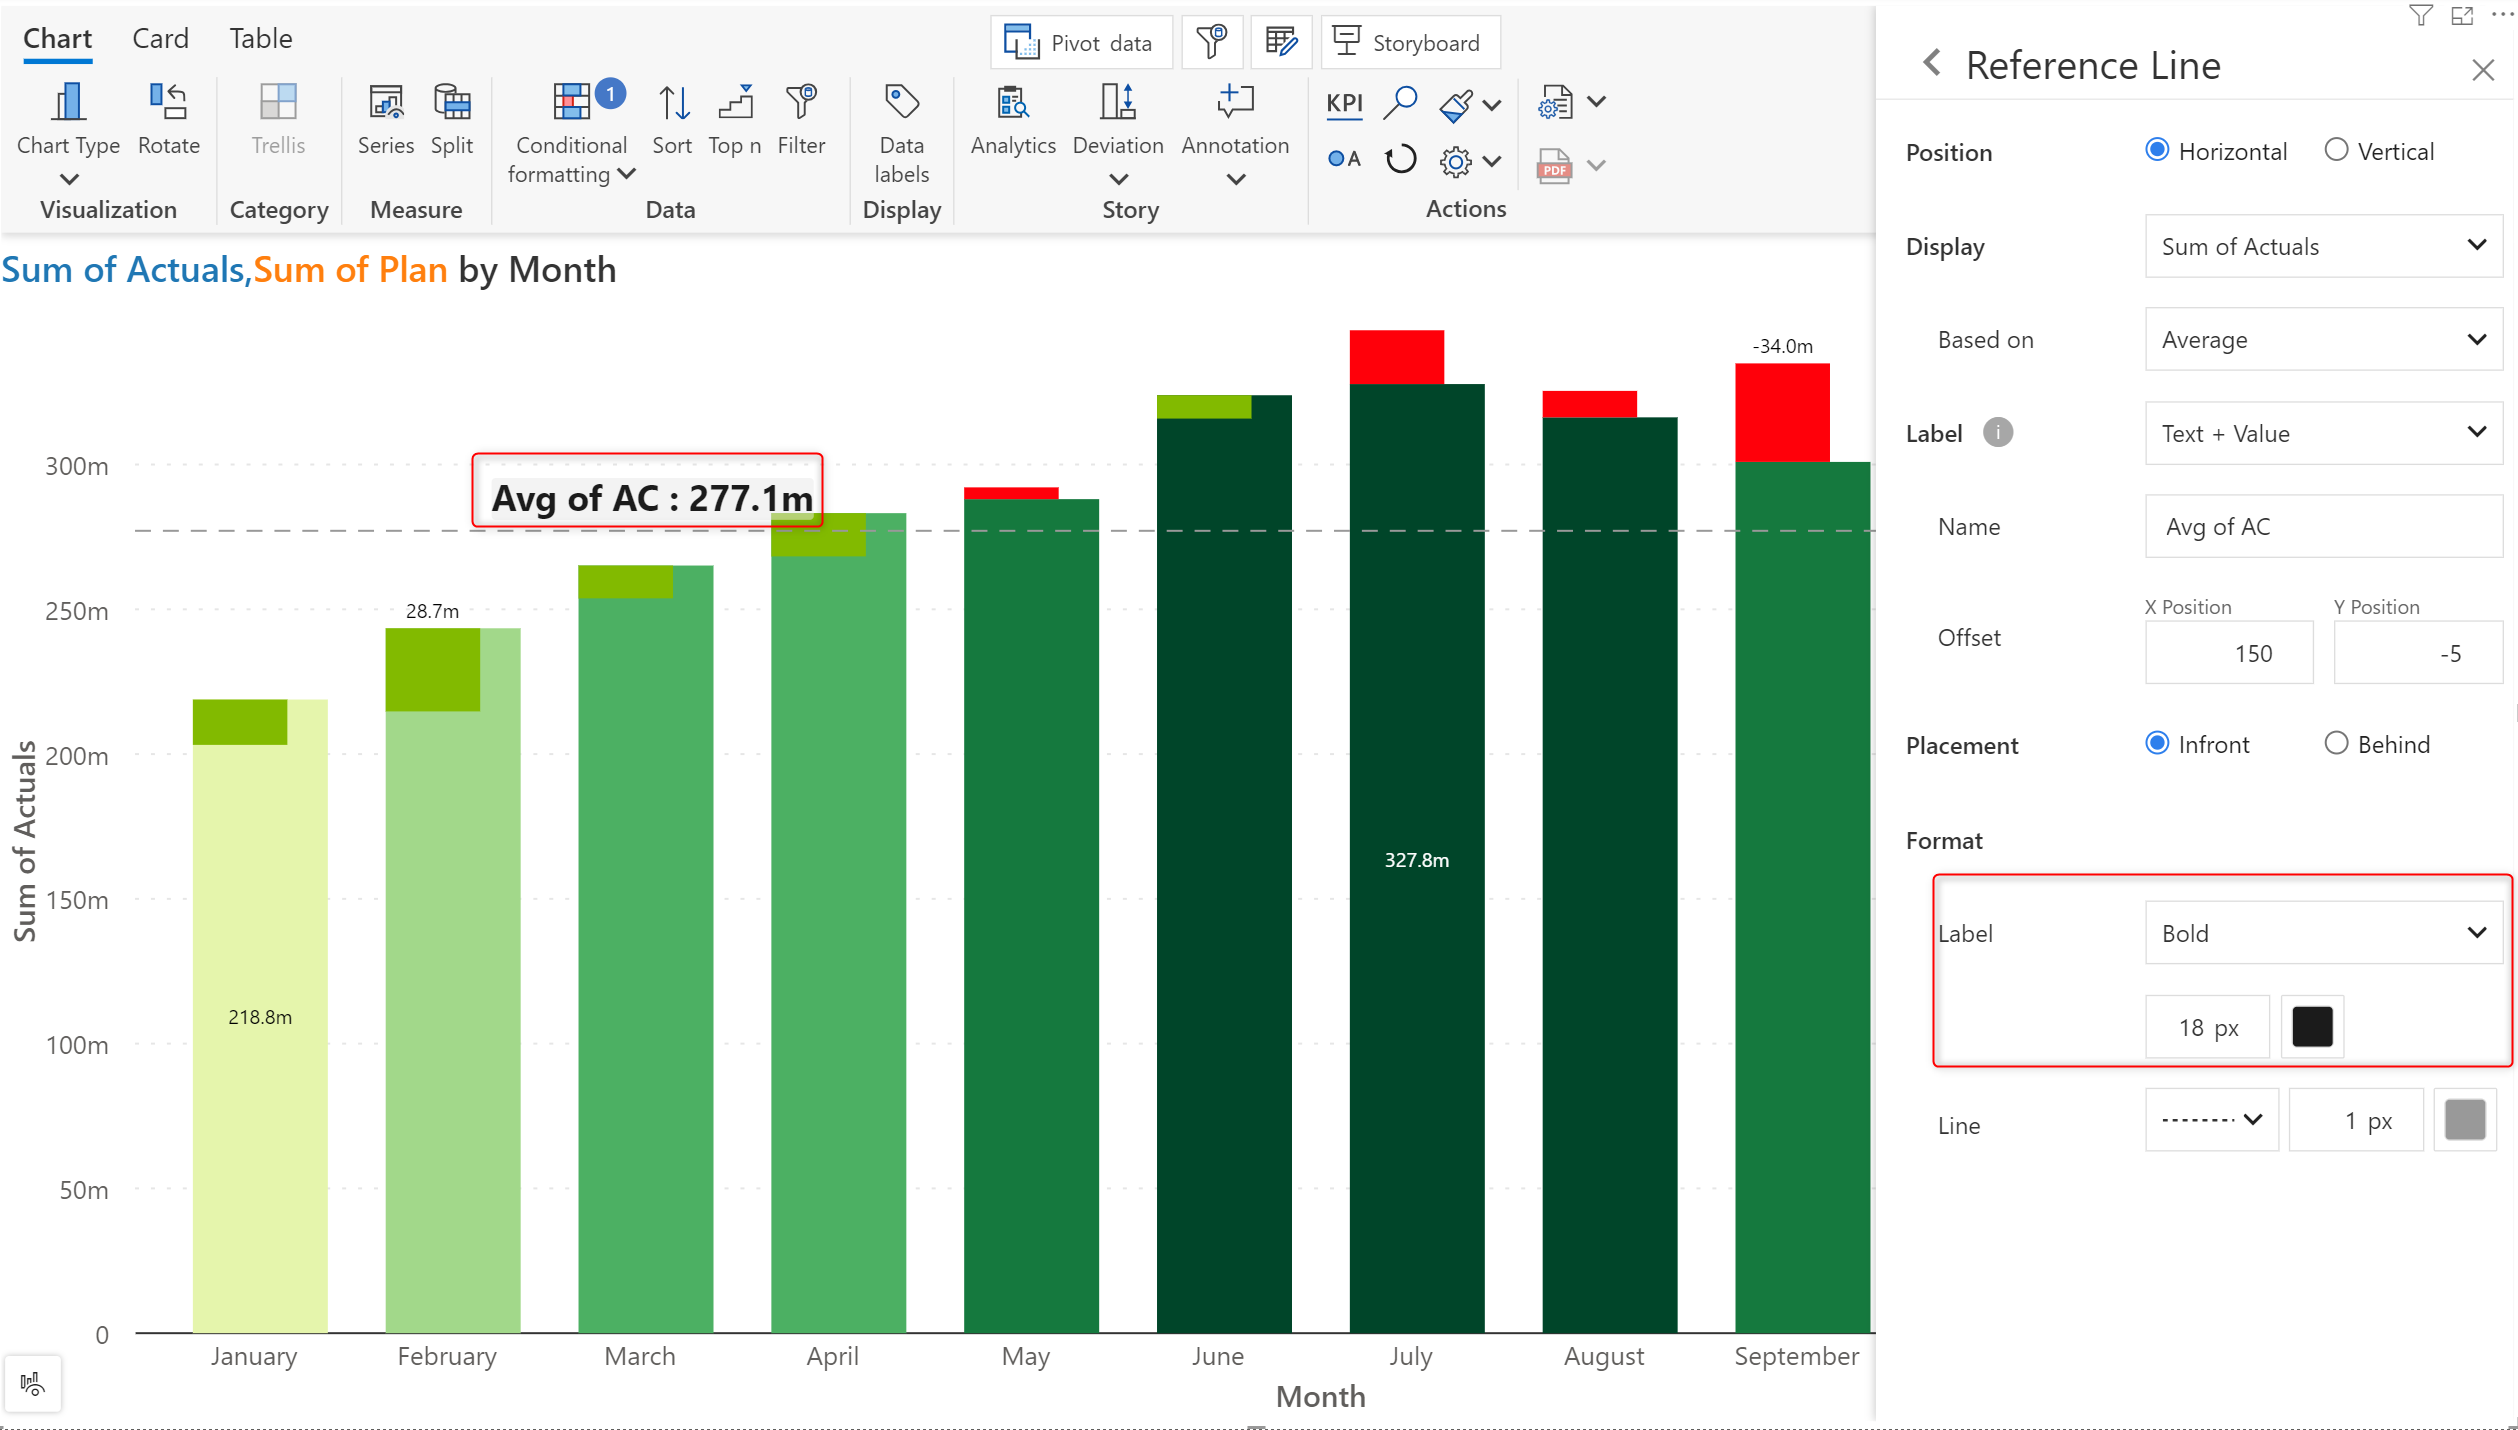 Chart Card Table
Pivot data Storyboard
Chart Type Rotate Trellis Series Split Conditional formatting 1 Sort Top n Filter Data labels Analytics Deviation Annotation KPI A PDF
Visualization Category Measure Data Display Story Actions
Sum of Actuals,Sum of Plan by Month
-34.0m
300m
Avg of AC : 277.1m
250m
28.7m
200m
Sum of Actuals
150m
327.8m
218.8m
100m
50m
0
January February March April May June July August September
Month
Reference Line
Position Horizontal Vertical
Display Sum of Actuals
Based on Average
Label i Text + Value
Name Avg of AC
X Position Y Position
Offset 150 -5
Placement Infront Behind
Format
Label Bold
18 px
Line 1 px